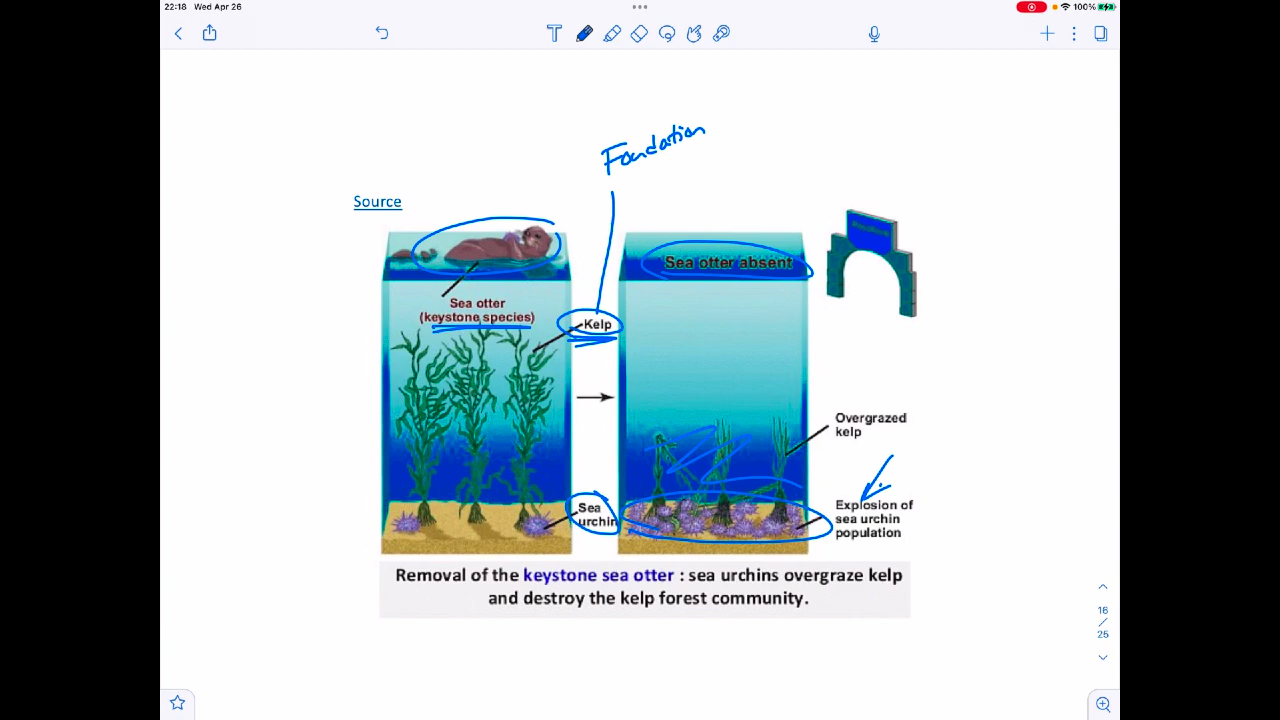 22:18 Wed Apr 26
100%
Foundation
Source
Sea otter absent
Sea otter
(keystone species)
Kelp
Overgrazed
kelp
Sea
urchin
Explosion of
sea urchin
population
Removal of the keystone sea otter : sea urchins overgraze kelp
and destroy the kelp forest community.
16
/
25